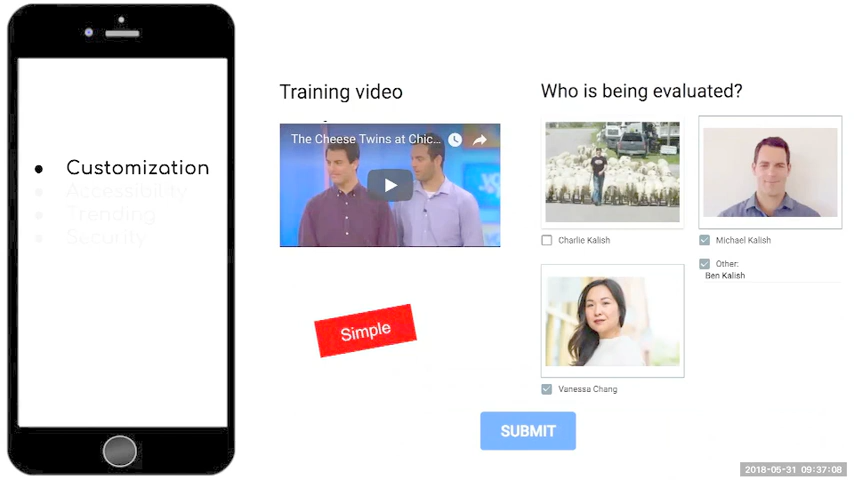 Customization
Accessibility
Trending
Security
Training video
The Cheese Twins at Chic...
Simple
Who is being evaluated?
Charlie Kalish
Michael Kalish
Other:
Ben Kalish
Vanessa Chang
SUBMIT
2018-05-31 09:37:08